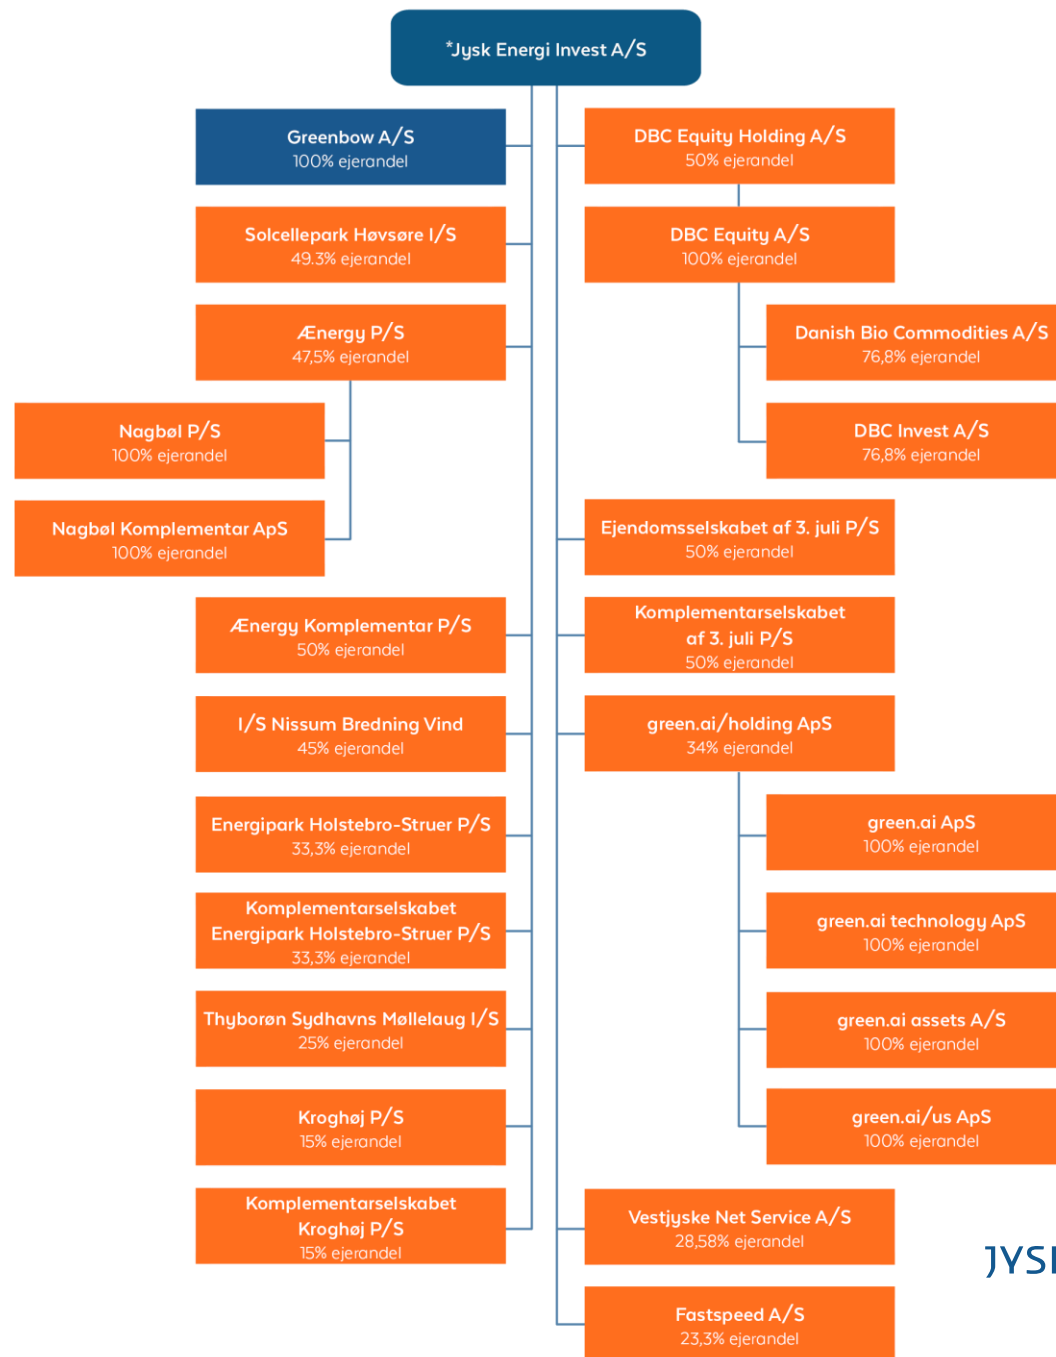 *Jysk Energi Invest A/S
Greenbow A/S
100% ejerandel
Solcellepark Høvsøre I/S
49.3% ejerandel
Ænergy P/S
47,5% ejerandel
Nagbøl P/S
100% ejerandel
Nagbøl Komplementar ApS
100% ejerandel
Ænergy Komplementar P/S
50% ejerandel
I/S Nissum Bredning Vind
45% ejerandel
Energipark Holstebro-Struer P/S
33,3% ejerandel
Komplementarselskabet
Energipark Holstebro-Struer P/S
33,3% ejerandel
Thyborøn Sydhavns Møllelaug I/S
25% ejerandel
Kroghøj P/S
15% ejerandel
Komplementarselskabet
Kroghøj P/S
15% ejerandel
DBC Equity Holding A/S
50% ejerandel
DBC Equity A/S
100% ejerandel
Danish Bio Commodities A/S
76,8% ejerandel
DBC Invest A/S
76,8% ejerandel
Ejendomsselskabet af 3. juli P/S
50% ejerandel
Komplementarselskabet
af 3. juli P/S
50% ejerandel
green.ai/holding ApS
34% ejerandel
green.ai ApS
100% ejerandel
green.ai technology ApS
100% ejerandel
green.ai assets A/S
100% ejerandel
green.ai/us ApS
100% ejerandel
Vestjyske Net Service A/S
28,58% ejerandel
Fastspeed A/S
23,3% ejerandel